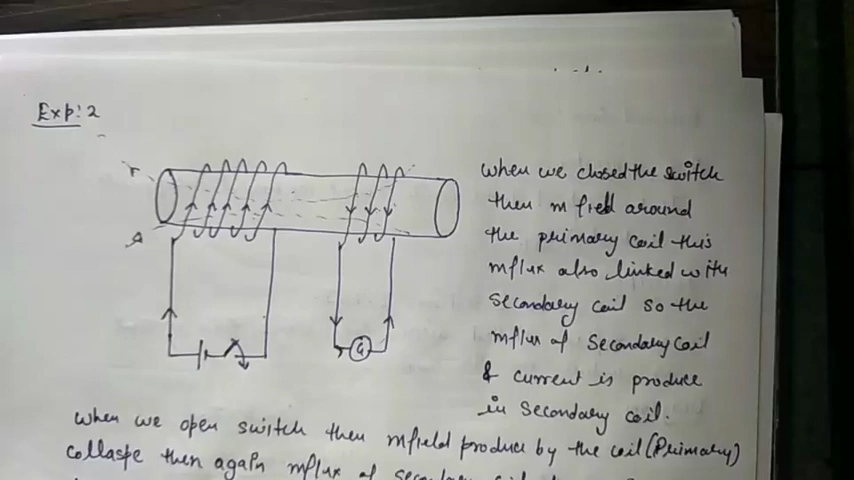 Exp: 2
when we closed the switch
then m field around
the primary coil this
mflux also linked with
secondary coil so the
mflux of secondary coil
& current is produce
in secondary coil.
G
when we open switch then mfield produce by the coil (Primary)
collaspe then again mflux of